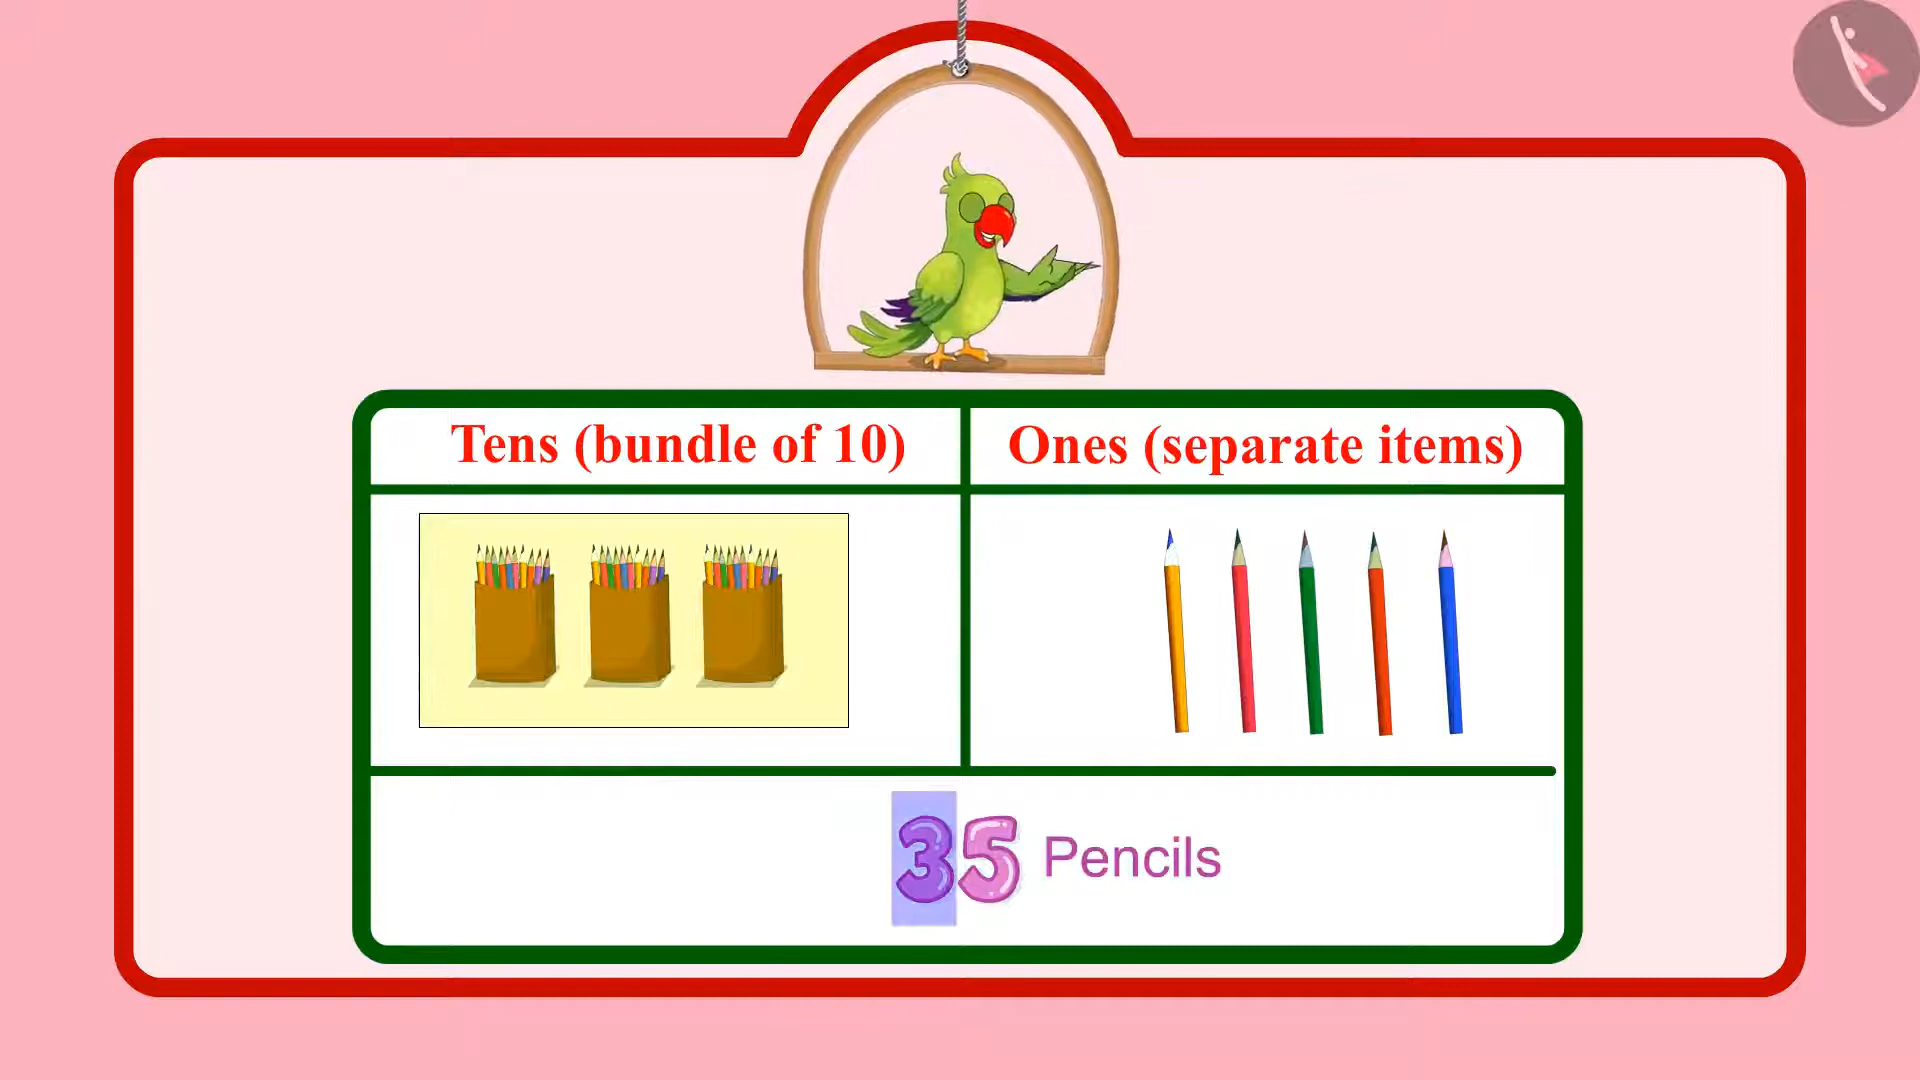 Tens (bundle of 10)
Ones (separate items)
35 Pencils